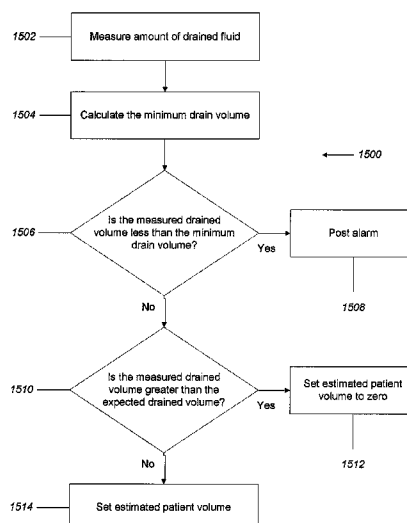 1502
Measure amount of drained fluid
1504
Calculate the minimum drain volume
1500
1506
Is the measured drained
volume less than the minimum
drain volume?
Yes
Post alarm
1508
No
1510
Is the measured drained
volume greater than the
expected drained volume?
Yes
Set estimated patient
volume to zero
1512
No
1514
Set estimated patient volume